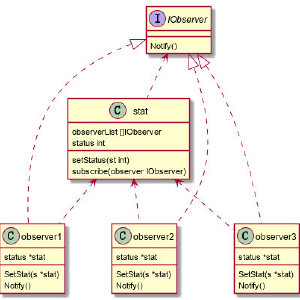 I IObserver
Notify()
C stat
observerList []IObserver
status int
setStatus(st int)
subscribe(observer IObserver)
C observer1
status *stat
SetStat(s *stat)
Notify()
C observer2
status *stat
SetStat(s *stat)
Notify()
C observer3
status *stat
SetStat(s *stat)
Notify()